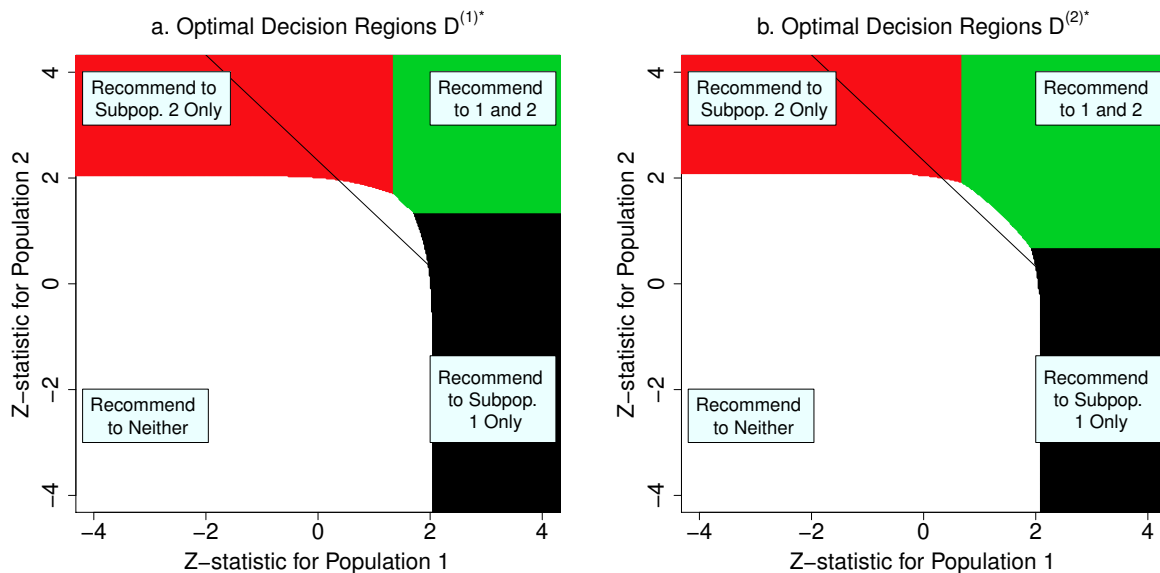 a. Optimal Decision Regions D(1)*
Recommend to
Subpop. 2 Only
Recommend
to 1 and 2
Recommend
to Neither
Recommend
to Subpop.
1 Only
Z−statistic for Population 2
4
2
0
−2
−4
−4 −2 0 2 4
Z−statistic for Population 1
b. Optimal Decision Regions D(2)*
Recommend to
Subpop. 2 Only
Recommend
to 1 and 2
Recommend
to Neither
Recommend
to Subpop.
1 Only
Z−statistic for Population 2
4
2
0
−2
−4
−4 −2 0 2 4
Z−statistic for Population 1